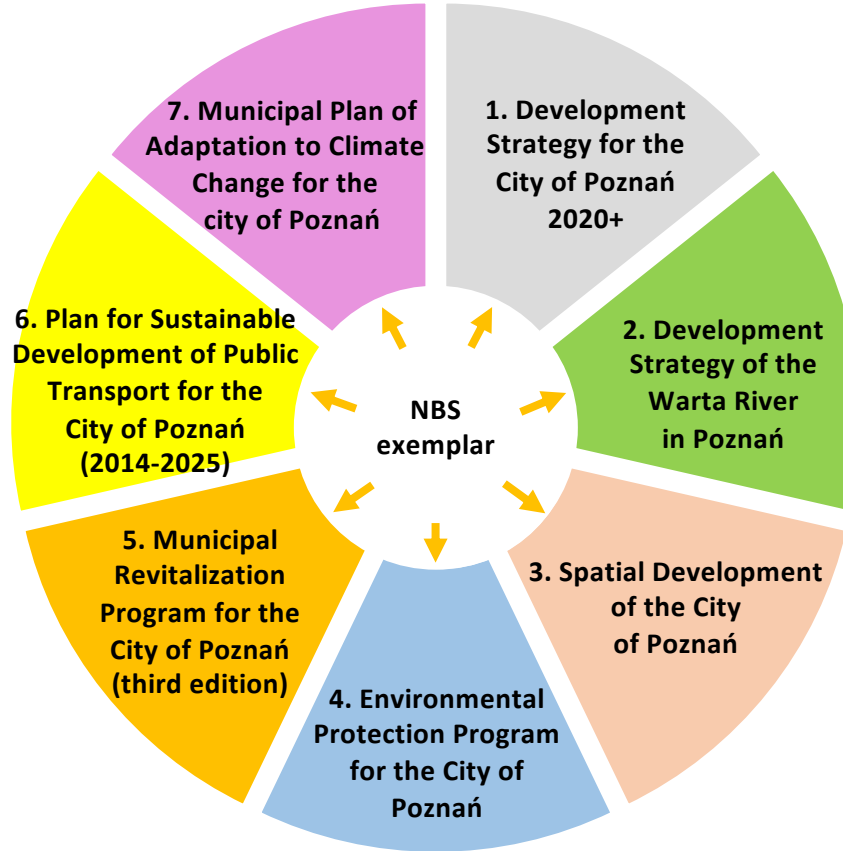 1. Development
Strategy for the
City of Poznań
2020+
2. Development
Strategy of the
Warta River
in Poznań
3. Spatial Development
of the City
of Poznań
4. Environmental
Protection Program
for the City of
Poznań
5. Municipal
Revitalization
Program for the
City of Poznań
(third edition)
6. Plan for Sustainable
Development of Public
Transport for the
City of Poznań
(2014-2025)
7. Municipal Plan of
Adaptation to Climate
Change for the
city of Poznań
NBS
exemplar